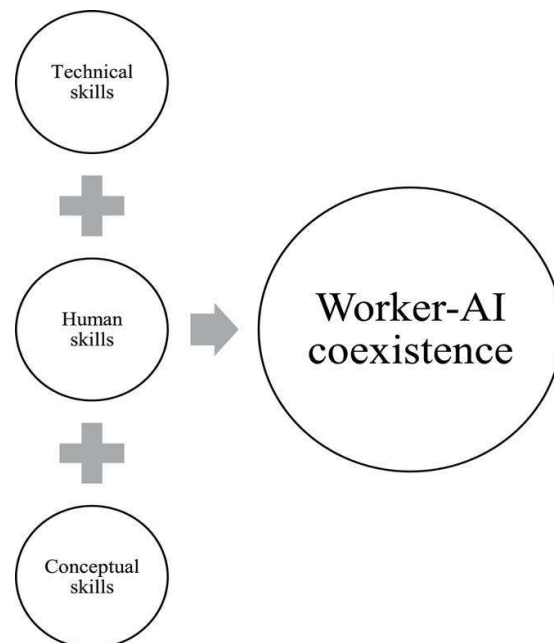 Technical
skills
Human
skills
Worker-AI
coexistence
Conceptual
skills